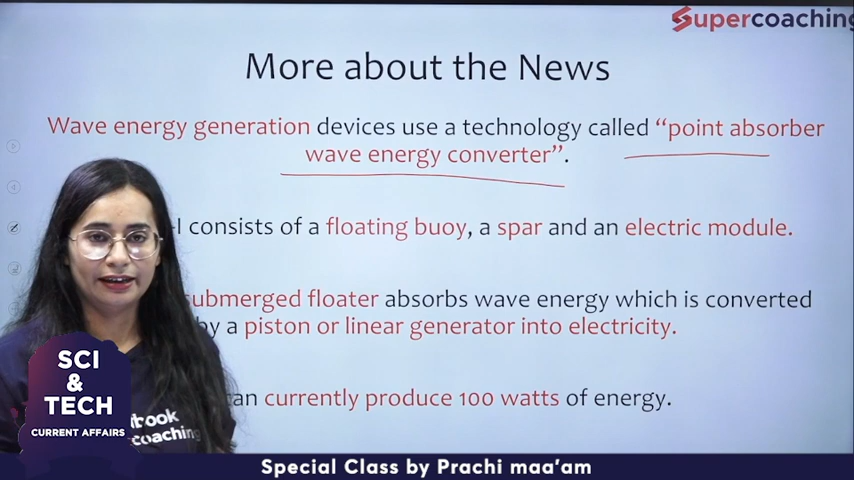 Supercoaching
More about the News
Wave energy generation devices use a technology called “point absorber
wave energy converter”.
consists of a floating buoy, a spar and an electric module.
submerged floater absorbs wave energy which is converted
by a piston or linear generator into electricity.
can currently produce 100 watts of energy.
SCI
&
TECH
CURRENT AFFAIRS
book
coaching
Special Class by Prachi maa'am